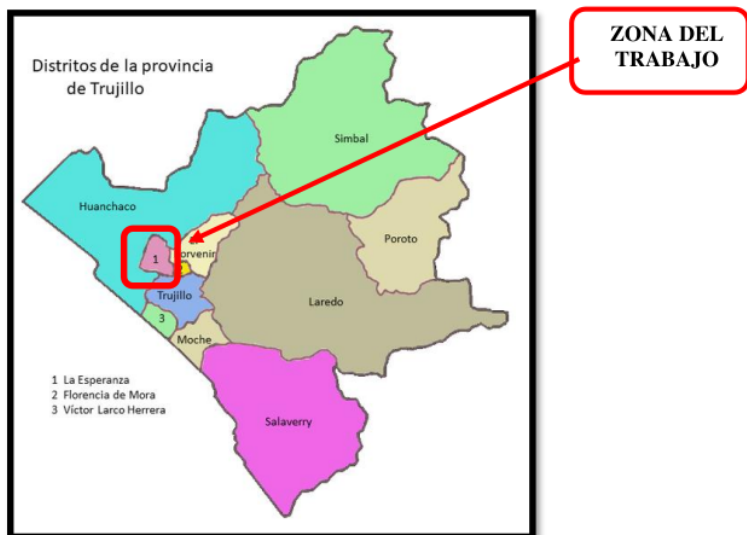 ZONA DEL
TRABAJO
Distritos de la provincia
de Trujillo
Simbal
Huanchaco
Poroto
1
orvenir
Trujillo
Laredo
3
Moche
1 La Esperanza
2 Florencia de Mora
3 Víctor Larco Herrera
Salaverry